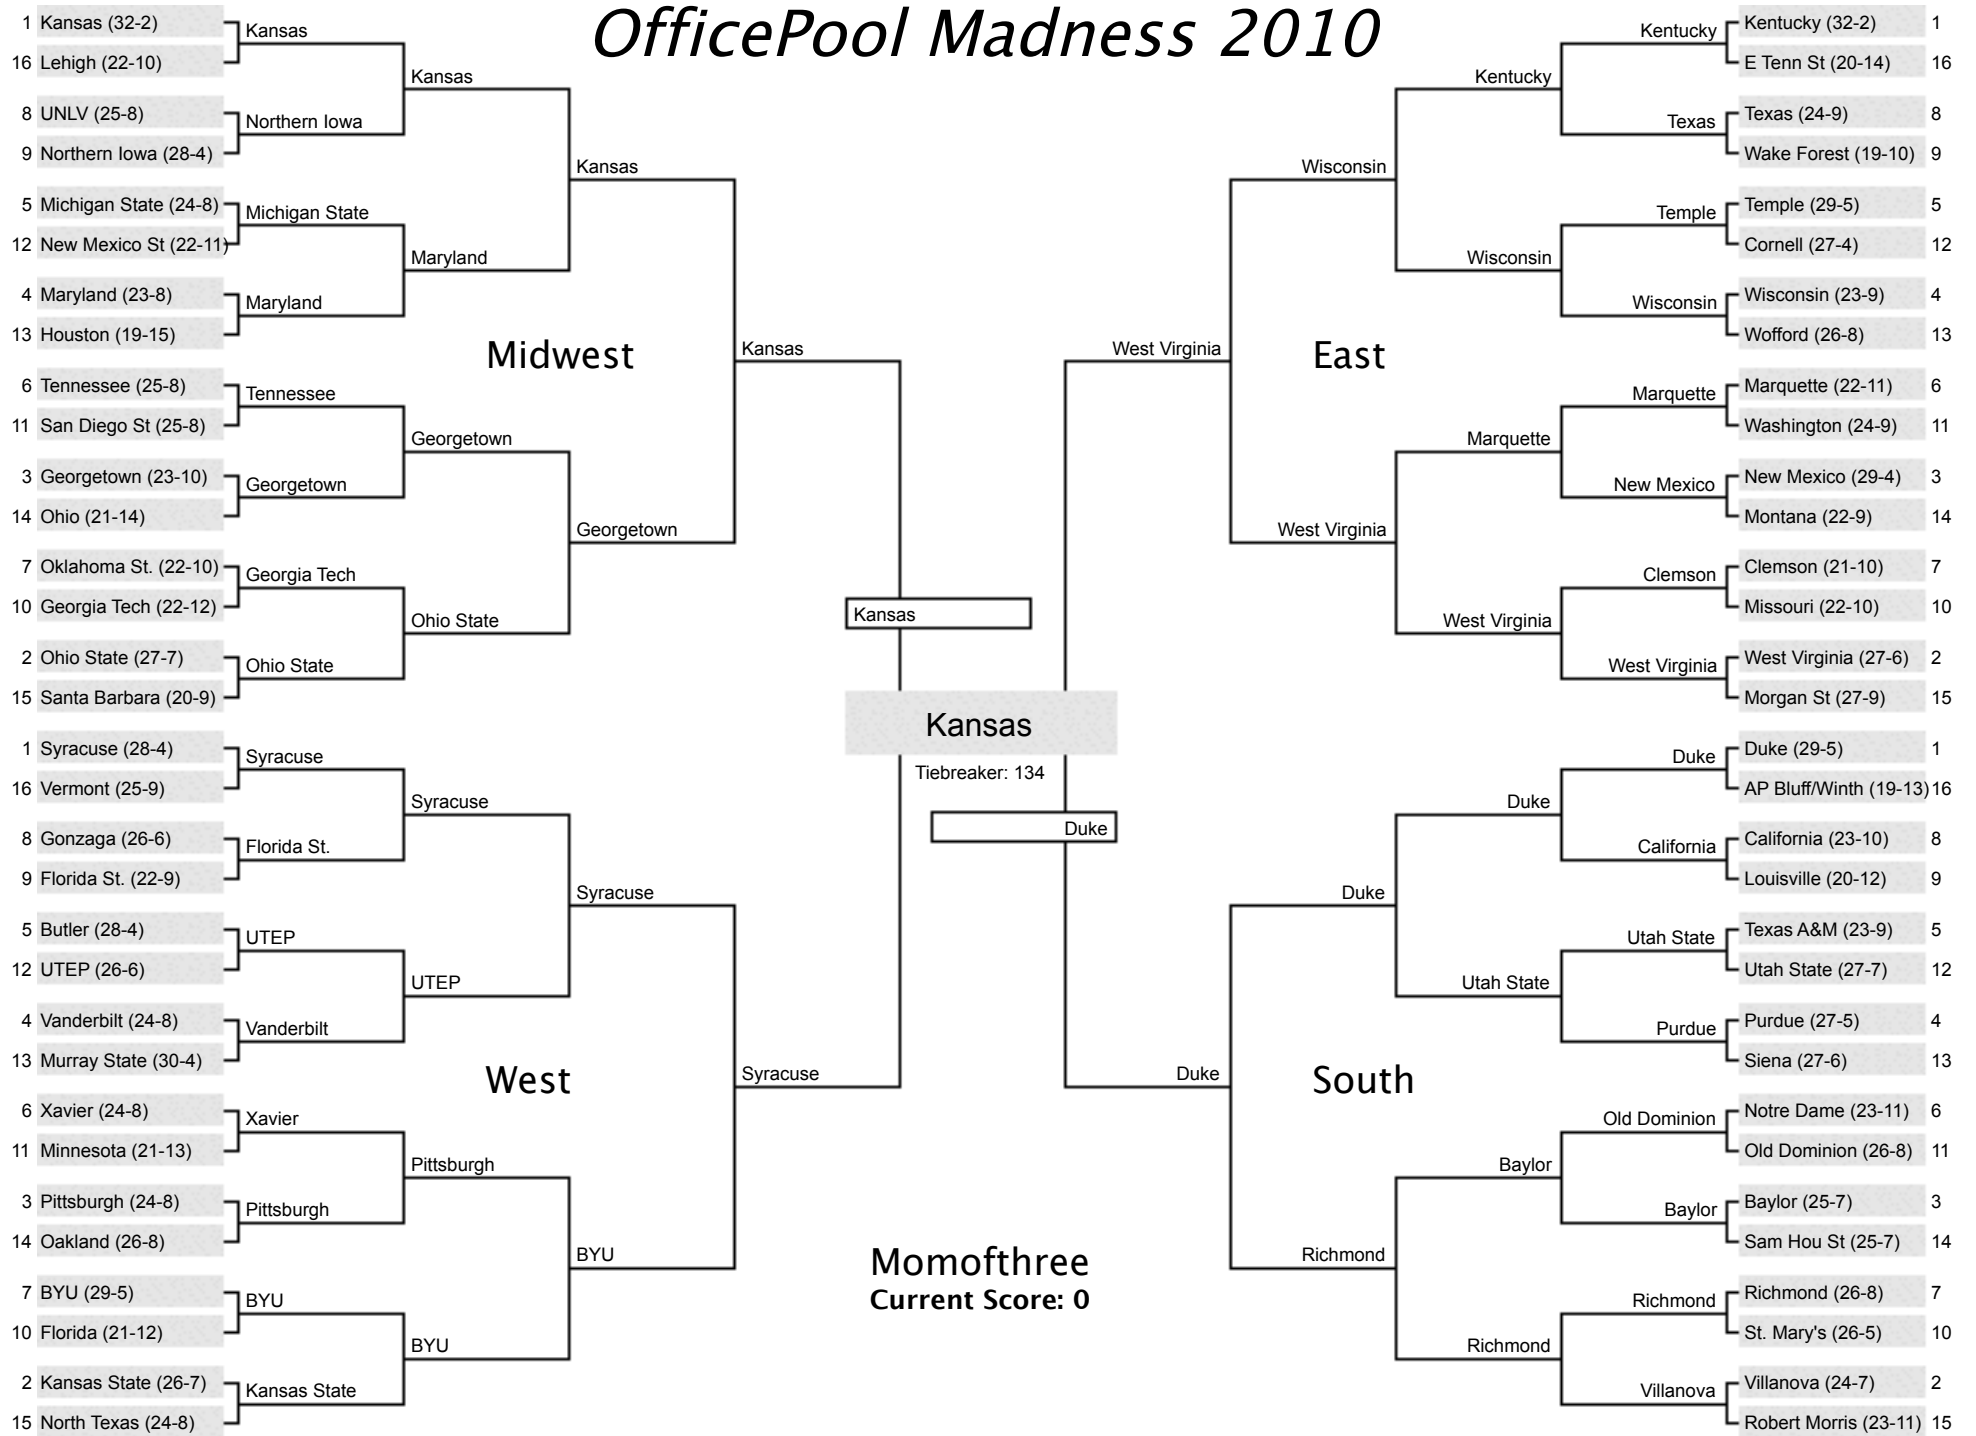 OfficePool Madness 2010
1 Kansas (32-2)
16 Lehigh (22-10)
8 UNLV (25-8)
9 Northern Iowa (28-4)
5 Michigan State (24-8)
12 New Mexico St (22-11)
4 Maryland (23-8)
13 Houston (19-15)
6 Tennessee (25-8)
11 San Diego St (25-8)
3 Georgetown (23-10)
14 Ohio (21-14)
7 Oklahoma St. (22-10)
10 Georgia Tech (22-12)
2 Ohio State (27-7)
15 Santa Barbara (20-9)
Kansas
Northern Iowa
Michigan State
Maryland
Tennessee
Georgetown
Georgia Tech
Ohio State
Kansas
Maryland
Georgetown
Ohio State
Kansas
Georgetown
Midwest
Kansas
1 Syracuse (28-4)
16 Vermont (25-9)
8 Gonzaga (26-6)
9 Florida St. (22-9)
5 Butler (28-4)
12 UTEP (26-6)
4 Vanderbilt (24-8)
13 Murray State (30-4)
6 Xavier (24-8)
11 Minnesota (21-13)
3 Pittsburgh (24-8)
14 Oakland (26-8)
7 BYU (29-5)
10 Florida (21-12)
2 Kansas State (26-7)
15 North Texas (24-8)
Syracuse
Florida St.
UTEP
Vanderbilt
Xavier
Pittsburgh
BYU
Kansas State
Syracuse
UTEP
Pittsburgh
BYU
Syracuse
BYU
West
Syracuse
Kansas
Kansas
Tiebreaker: 134
Duke
Momofthree
Current Score: 0
West Virginia
East
Wisconsin
West Virginia
Kentucky
Wisconsin
Marquette
West Virginia
Kentucky
Texas
Temple
Wisconsin
Marquette
New Mexico
Clemson
West Virginia
Kentucky (32-2) 1
E Tenn St (20-14) 16
Texas (24-9) 8
Wake Forest (19-10) 9
Temple (29-5) 5
Cornell (27-4) 12
Wisconsin (23-9) 4
Wofford (26-8) 13
Marquette (22-11) 6
Washington (24-9) 11
New Mexico (29-4) 3
Montana (22-9) 14
Clemson (21-10) 7
Missouri (22-10) 10
West Virginia (27-6) 2
Morgan St (27-9) 15
Duke
South
Duke
Richmond
Duke
Utah State
Baylor
Richmond
Duke
California
Utah State
Purdue
Old Dominion
Baylor
Richmond
Villanova
Duke (29-5) 1
AP Bluff/Winth (19-13) 16
California (23-10) 8
Louisville (20-12) 9
Texas A&M (23-9) 5
Utah State (27-7) 12
Purdue (27-5) 4
Siena (27-6) 13
Notre Dame (23-11) 6
Old Dominion (26-8) 11
Baylor (25-7) 3
Sam Hou St (25-7) 14
Richmond (26-8) 7
St. Mary's (26-5) 10
Villanova (24-7) 2
Robert Morris (23-11) 15